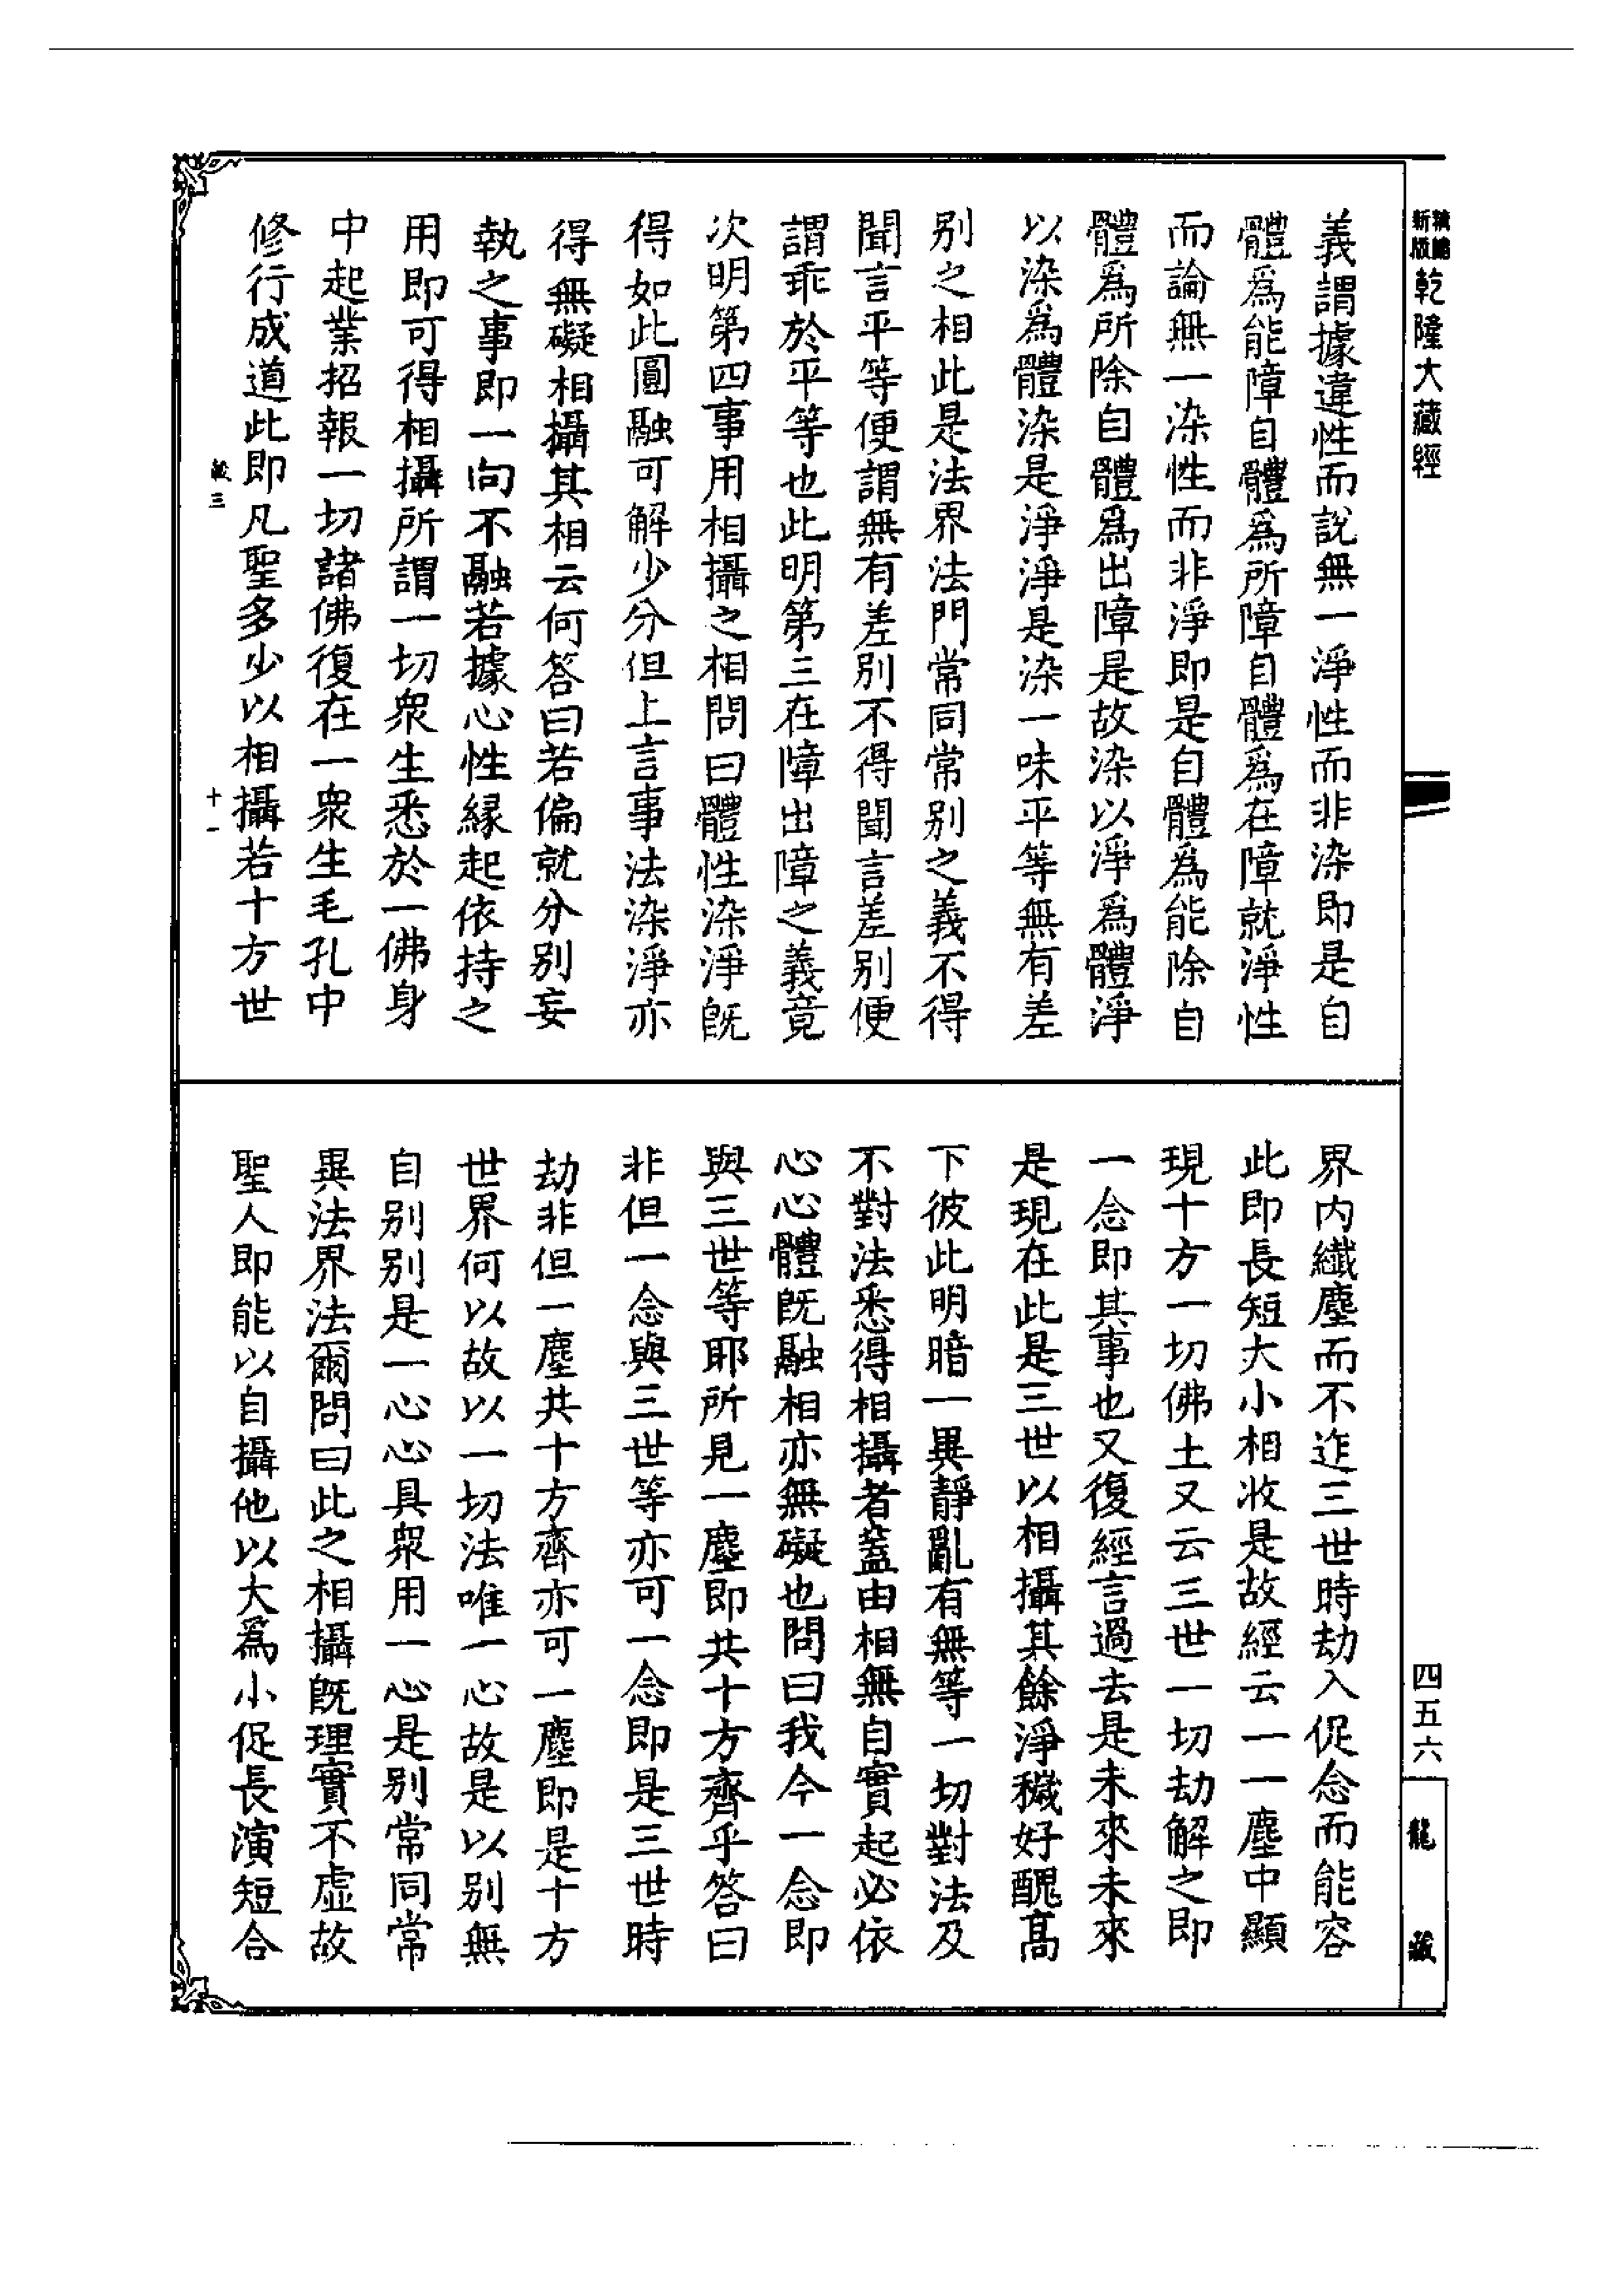 精縮新版乾隆大藏經
義謂據違性而說無一淨性而非染即是自
體為能障自體為所障自體為在障就淨性
而論無一染性而非淨即是自體為能除自
體為所除自體為出障是故染以淨為體淨
以染為體染是淨淨是染一味平等無有差
別之相此是法界法門常同常別之義不得
聞言平等便謂無有差別不得聞言差別便
謂乖於平等也此明第三在障出障之義竟
次明第四事用相攝之相問曰體性染淨既
得如此圓融可解少分但上言事法染淨亦
得無礙相攝其相云何答曰若偏就分別妄
執之事即一向不融若據心性緣起依持之
用即可得相攝所謂一切眾生悉於一佛身
中起業招報一切諸佛復在一眾生毛孔中
修行成道此即凡聖多少以相攝若十方世
藏三
十一
界內纖塵而不迮三世時劫入促念而能容
此即長短大小相收是故經云一一塵中顯
現十方一切佛土又云三世一切劫解之即
一念即其事也又復經言過去是未來未來
是現在此是三世以相攝其餘淨穢好醜高
下彼此明暗一異靜亂有無等一切對法及
不對法悉得相攝者蓋由相無自實起必依
心心體既融相亦無礙也問曰我今一念即
與三世等耶所見一塵即共十方齊乎答曰
非但一念與三世等亦可一念即是三世時
劫非但一塵共十方齊亦可一塵即是十方
世界何以故以一切法唯一心故是以別無
自別別是一心心具眾用一心是別常同常
異法界法爾問曰此之相攝既理實不虛故
聖人即能以自攝他以大為小促長演短合
四五六
龍藏